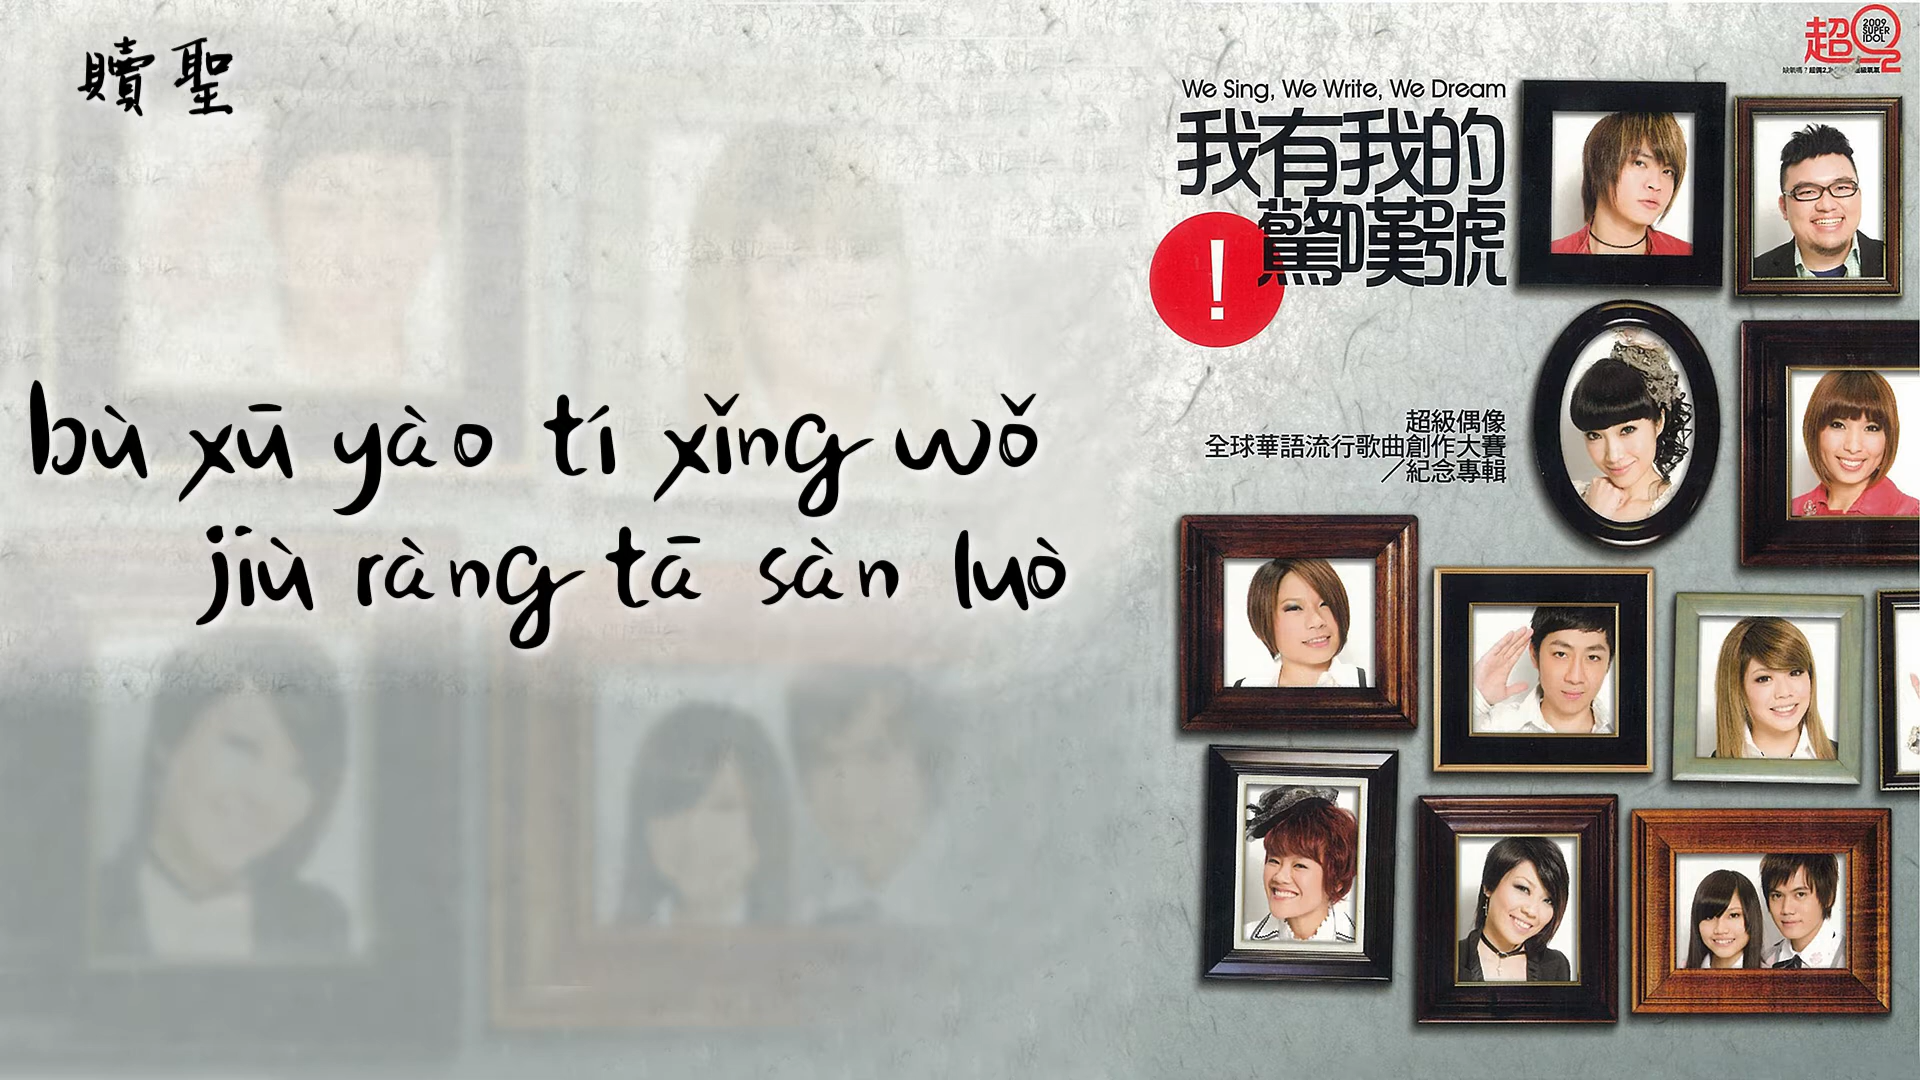 贖聖
bù xū yào tí xǐng wǒ
jiù ràng tā sàn luò
We Sing, We Write, We Dream
我有我的
!驚嘆號
超級偶像
全球華語流行歌曲創作大賽
／紀念專輯
超
2009
SUPER
IDOL
2